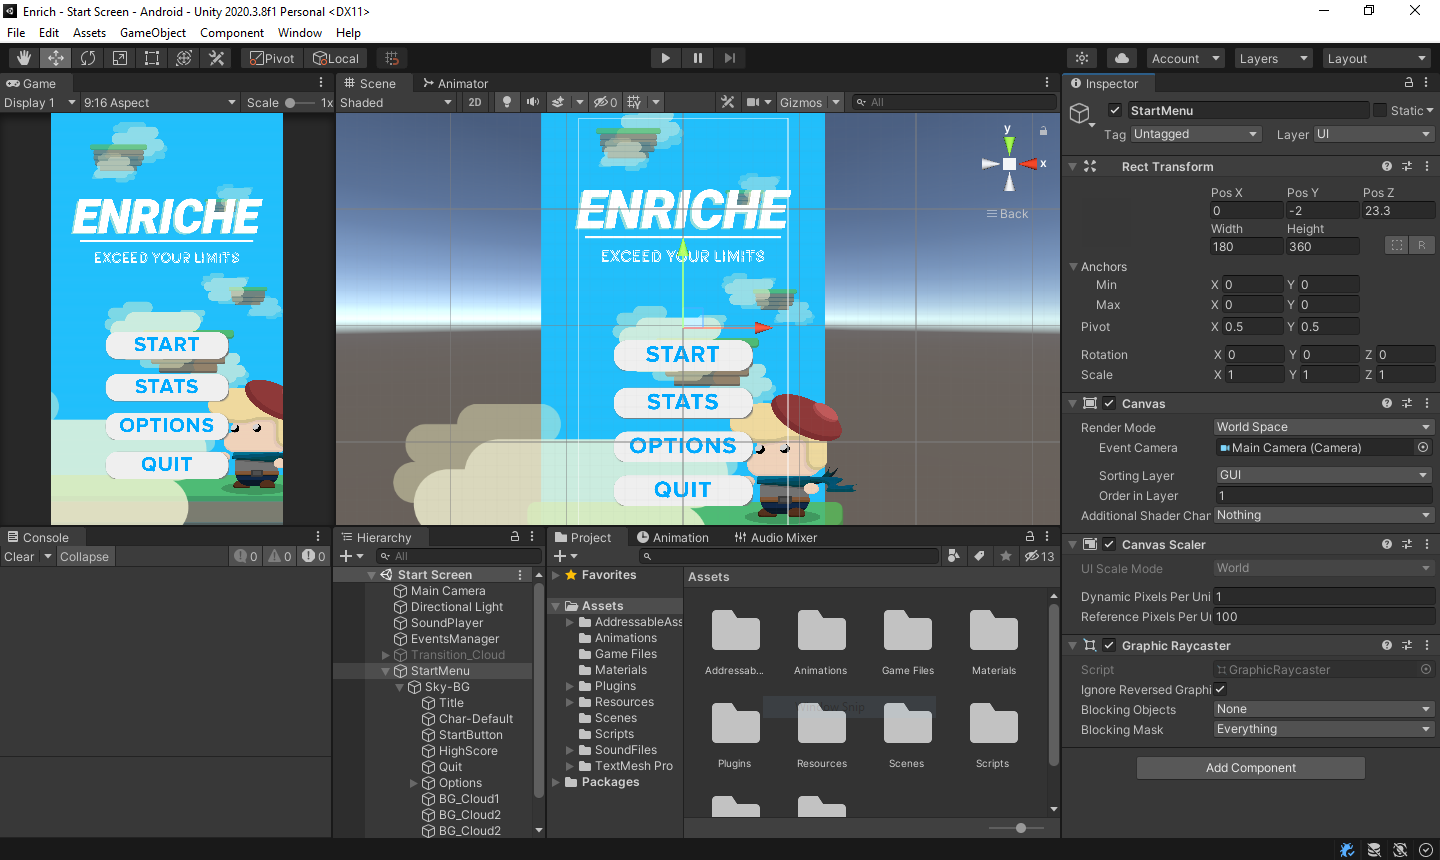 Enrich - Start Screen - Android - Unity 2020.3.8f1 Personal <DX11>
File Edit Assets GameObject Component Window Help
Pivot Local Account Layers Layout
Game
Display 1 9:16 Aspect Scale 1x
ENRICHE
EXCEED YOUR LIMITS
START
STATS
OPTIONS
QUIT
Scene Animator
Shaded 2D 0 Gizmos All
y
x
Back
ENRICHE
EXCEED YOUR LIMITS
START
STATS
OPTIONS
QUIT
Inspector
StartMenu Static
Tag Untagged Layer UI
Rect Transform
Pos X Pos Y Pos Z
0 -2 23.3
Width Height
180 360 R
Anchors
Min X 0 Y 0
Max X 0 Y 0
Pivot X 0.5 Y 0.5
Rotation X 0 Y 0 Z 0
Scale X 1 Y 1 Z 1
Canvas
Render Mode World Space
Event Camera Main Camera (Camera)
Sorting Layer GUI
Order in Layer 1
Additional Shader Char Nothing
Canvas Scaler
UI Scale Mode World
Dynamic Pixels Per Uni 1
Reference Pixels Per Ur 100
Graphic Raycaster
Script GraphicRaycaster
Ignore Reversed Graphi
Blocking Objects None
Blocking Mask Everything
Add Component
Console
Clear Collapse 0 0 0
Hierarchy
All
Start Screen
Main Camera
Directional Light
SoundPlayer
EventsManager
Transition_Cloud
StartMenu
Sky-BG
Title
Char-Default
StartButton
HighScore
Quit
Options
BG_Cloud1
BG_Cloud2
BG_Cloud2
Project Animation Audio Mixer
13
Favorites
Assets
AddressableAss
Animations
Game Files
Materials
Plugins
Resources
Scenes
Scripts
SoundFiles
TextMesh Pro
Packages
Assets
Addressab... Animations Game Files Materials
Window Snip
Plugins Resources Scenes Scripts